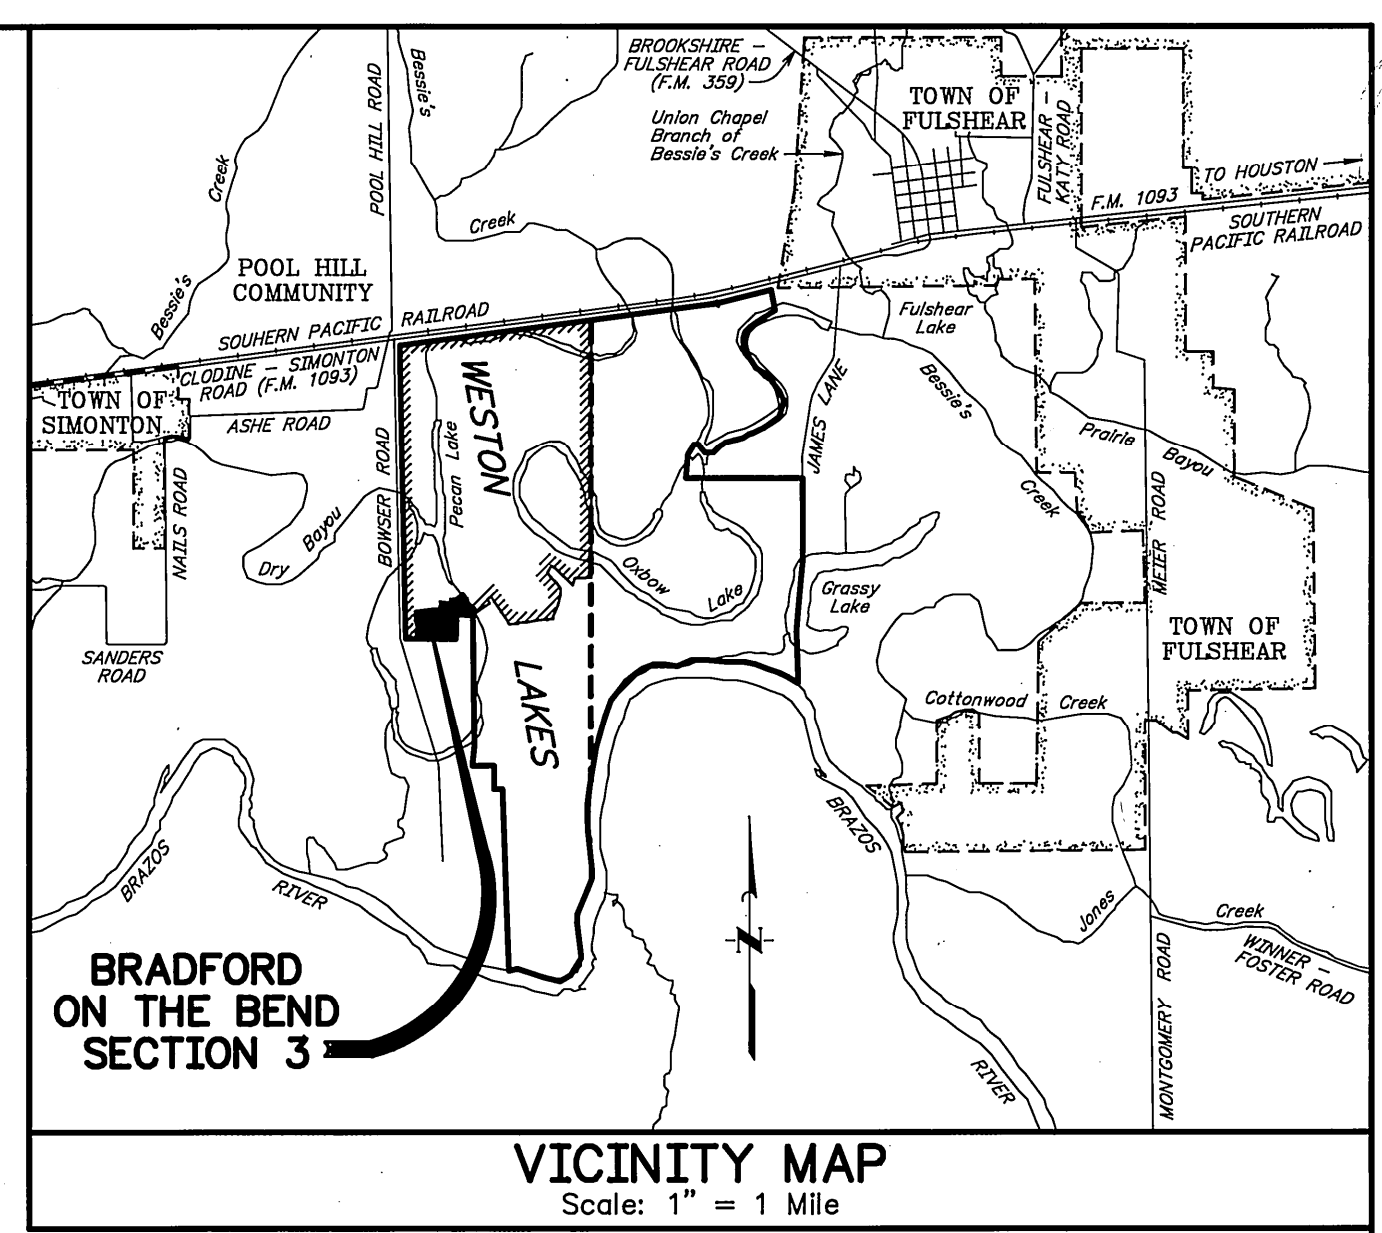 BROOKSHIRE –
FULSHEAR ROAD
(F.M. 359)
Union Chapel
Branch of
Bessie's Creek
TOWN OF
FULSHEAR
FULSHEAR –
KATY ROAD
TO HOUSTON
F.M. 1093
SOUTHERN
PACIFIC RAILROAD
Bessie's
Creek
POOL HILL ROAD
Creek
Bessie's
POOL HILL
COMMUNITY
SOUHERN PACIFIC RAILROAD
CLODINE – SIMONTON
ROAD (F.M. 1093)
TOWN OF
SIMONTON
ASHE ROAD
NAILS ROAD
BOWSER ROAD
Dry Bayou
SANDERS
ROAD
Pecan Lake
WESTON
LAKES
Oxbow Lake
JAMES LANE
Grassy
Lake
Fulshear
Lake
Bessie's
Creek
Prairie Bayou
MEIER ROAD
TOWN OF
FULSHEAR
Cottonwood Creek
BRAZOS
RIVER
BRAZOS
RIVER
Jones Creek
WINNER –
FOSTER ROAD
MONTGOMERY ROAD
N
BRADFORD
ON THE BEND
SECTION 3
VICINITY MAP
Scale: 1" = 1 Mile